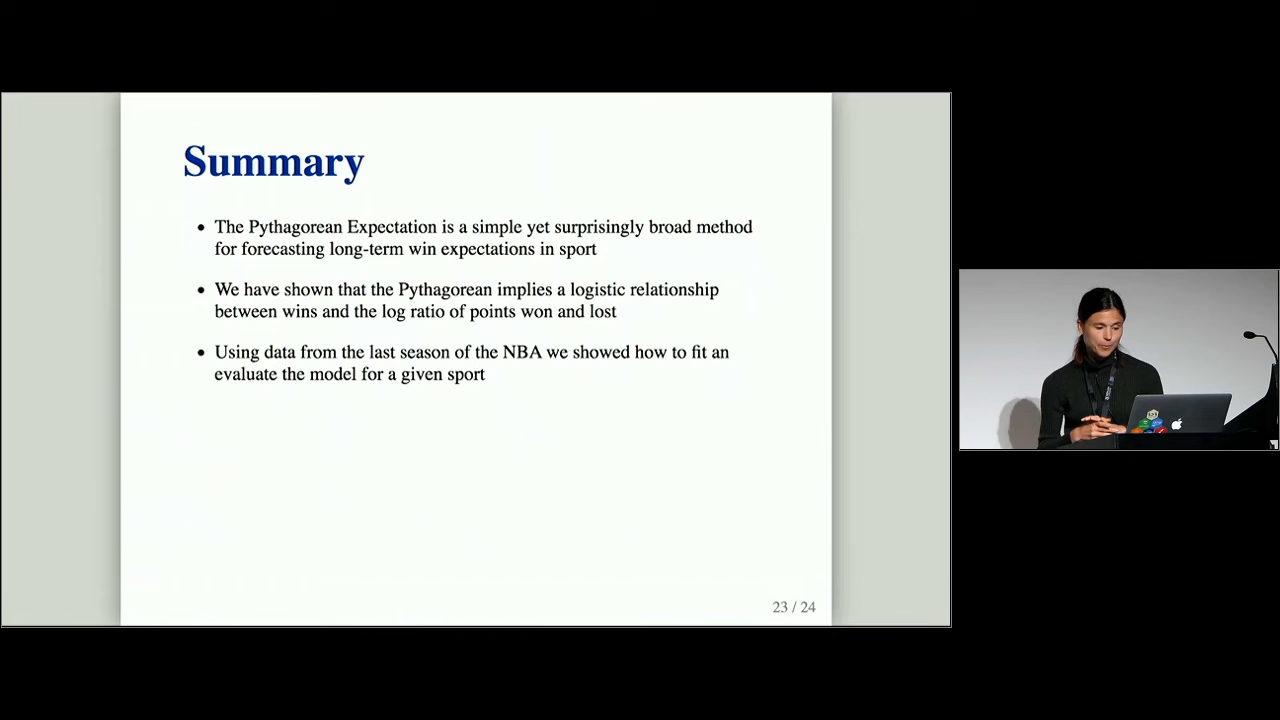 Summary
• The Pythagorean Expectation is a simple yet surprisingly broad method
for forecasting long-term win expectations in sport
• We have shown that the Pythagorean implies a logistic relationship
between wins and the log ratio of points won and lost
• Using data from the last season of the NBA we showed how to fit an
evaluate the model for a given sport
23 / 24